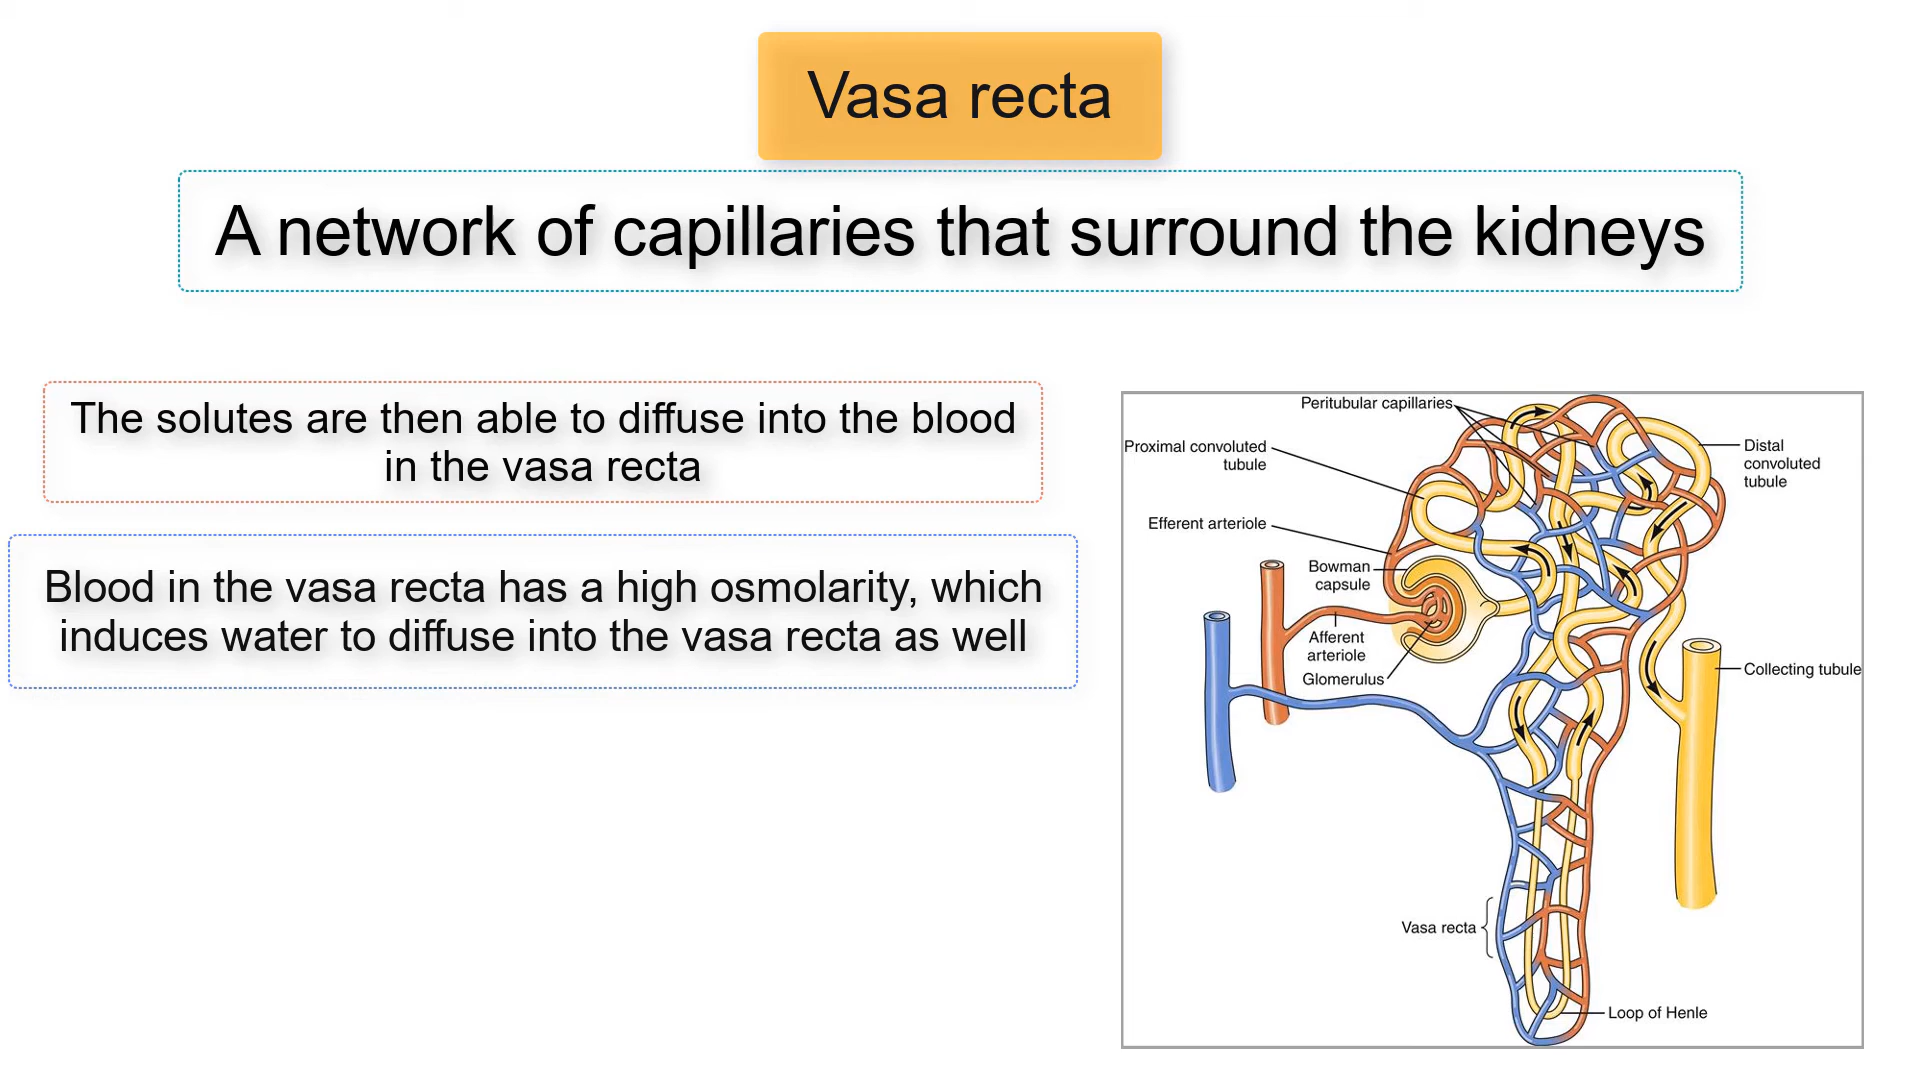 Vasa recta
A network of capillaries that surround the kidneys
The solutes are then able to diffuse into the blood
in the vasa recta
Blood in the vasa recta has a high osmolarity, which
induces water to diffuse into the vasa recta as well
Peritubular capillaries
Proximal convoluted
tubule
Distal
convoluted
tubule
Efferent arteriole
Bowman
capsule
Afferent
arteriole
Glomerulus
Collecting tubule
Vasa recta
Loop of Henle